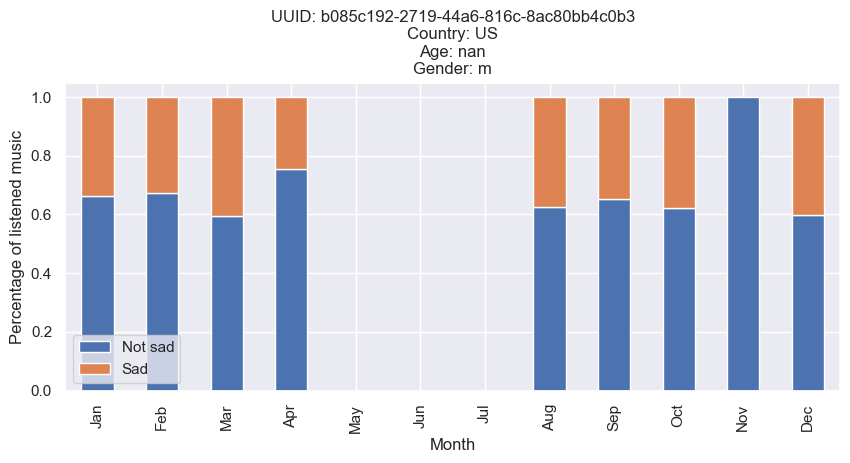 UUID: b085c192-2719-44a6-816c-8ac80bb4c0b3
Country: US
Age: nan
Gender: m
Percentage of listened music
1.0
0.8
0.6
0.4
0.2
0.0
Not sad
Sad
Jan
Feb
Mar
Apr
May
Jun
Jul
Aug
Sep
Oct
Nov
Dec
Month